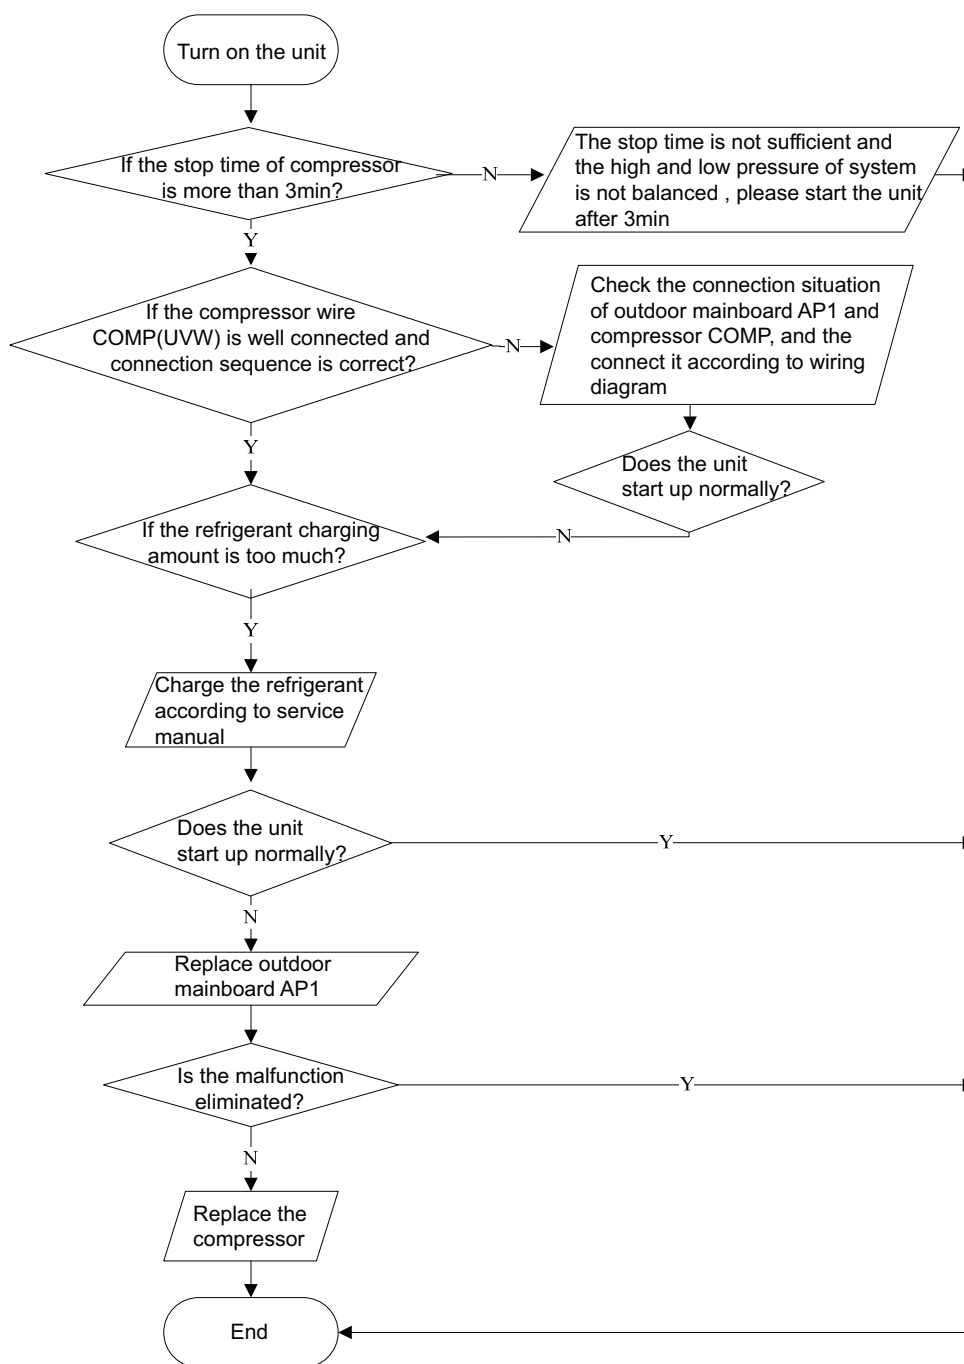 Turn on the unit
If the stop time of compressor
is more than 3min?
N
The stop time is not sufficient and
the high and low pressure of system
is not balanced , please start the unit
after 3min
Y
If the compressor wire
COMP(UVW) is well connected and
connection sequence is correct?
N
Check the connection situation
of outdoor mainboard AP1 and
compressor COMP, and the
connect it according to wiring
diagram
Y
Does the unit
start up normally?
If the refrigerant charging
amount is too much?
N
Y
Charge the refrigerant
according to service
manual
Does the unit
start up normally?
Y
N
Replace outdoor
mainboard AP1
Is the malfunction
eliminated?
Y
N
Replace the
compressor
End